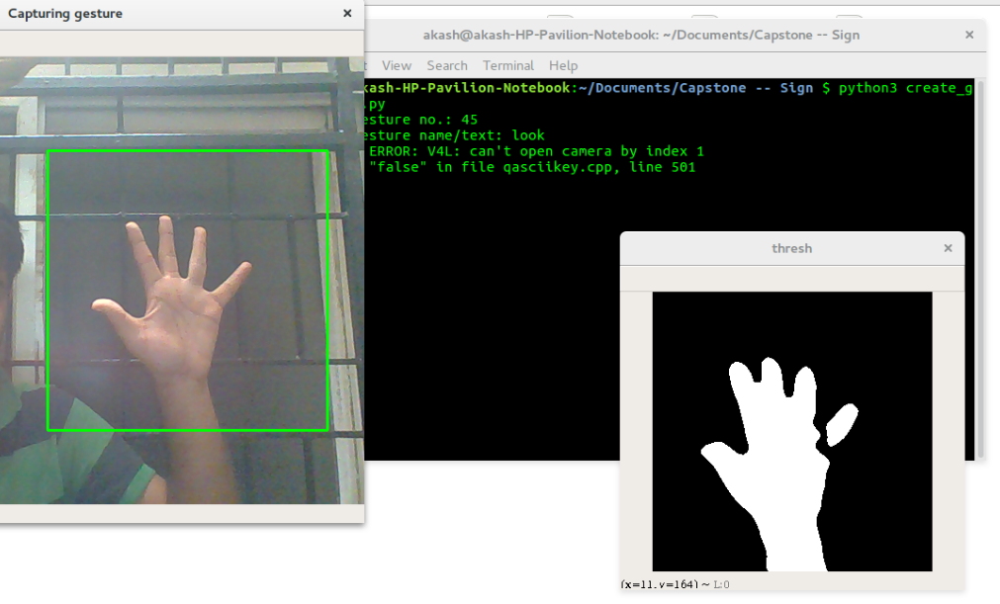 Capturing gesture
akash@akash-HP-Pavilion-Notebook: ~/Documents/Capstone -- Sign
View Search Terminal Help
kash-HP-Pavilion-Notebook:~/Documents/Capstone -- Sign $ python3 create_g
.py
esture no.: 45
esture name/text: look
ERROR: V4L: can't open camera by index 1
"false" in file qasciikey.cpp, line 501
thresh
(x=11, y=164) ~ L:0